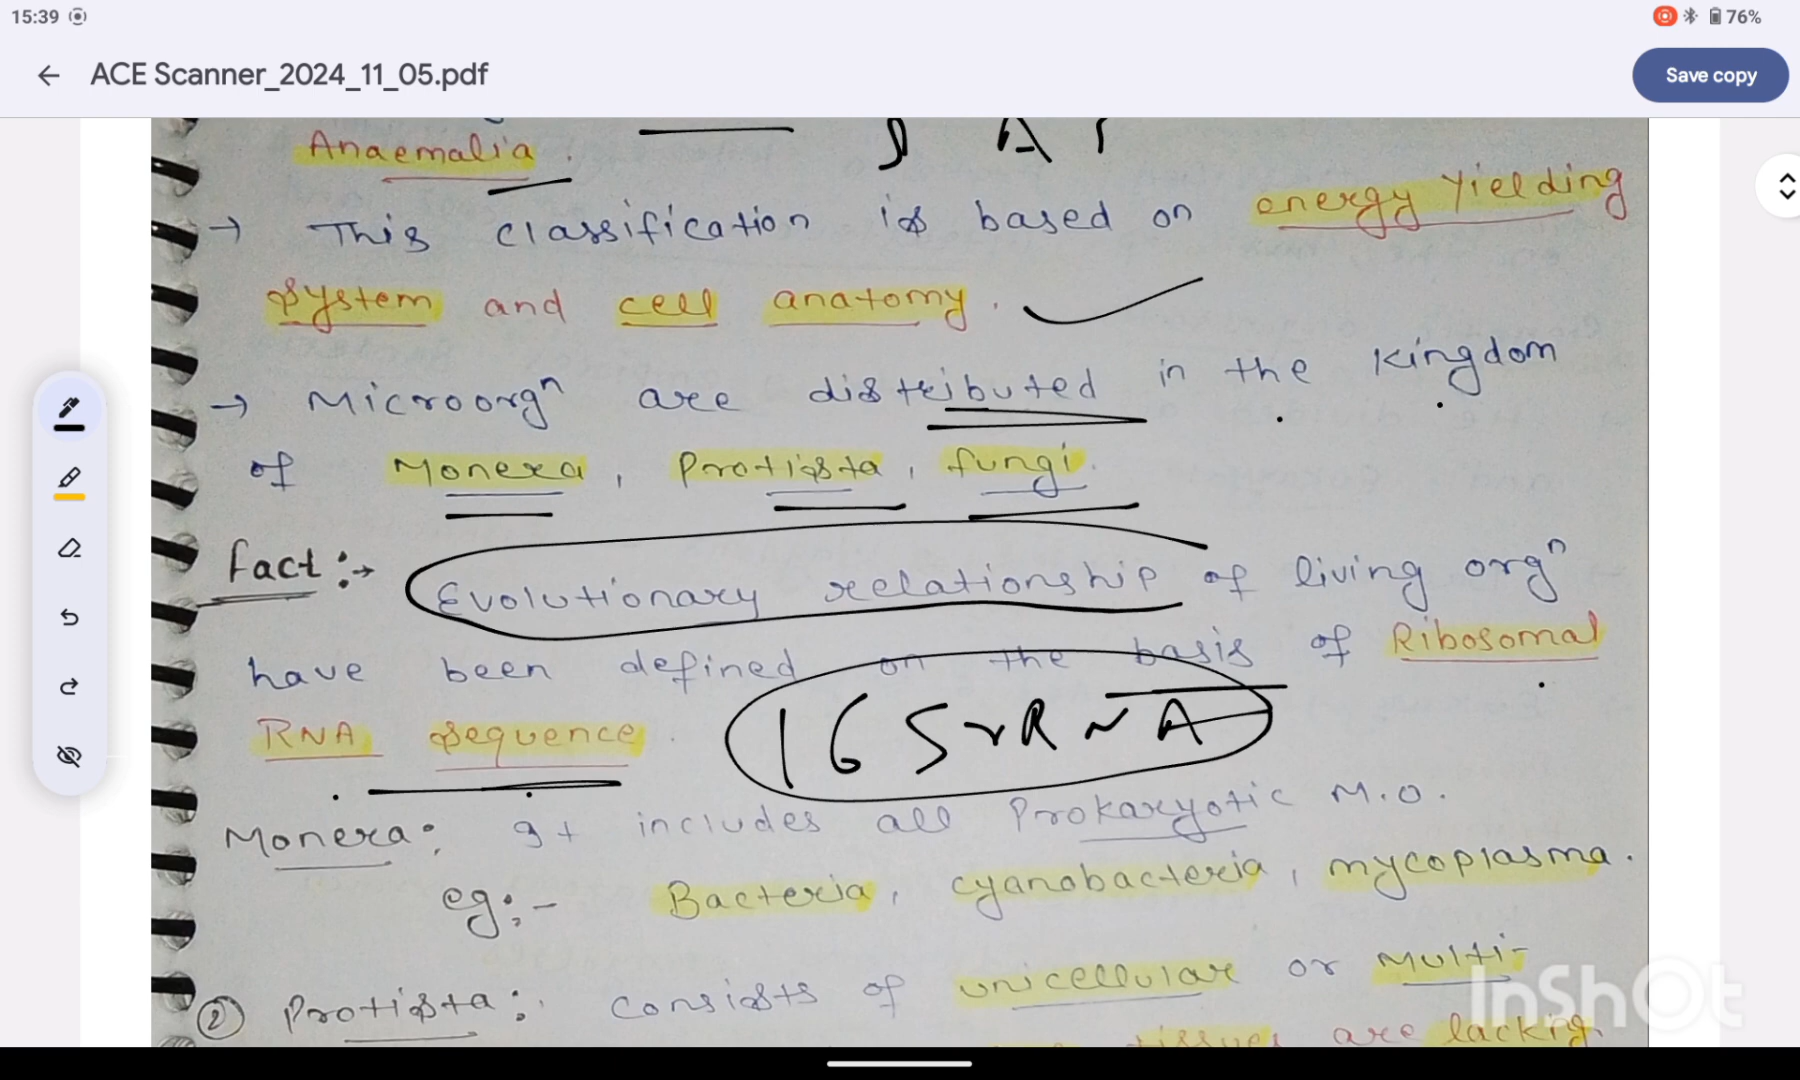 15:39
76%
ACE Scanner_2024_11_05.pdf
Save copy
Anaemalia.
→ This classification is based on energy yielding
system and cell anatomy.
→ Microorgⁿ are distributed in the Kingdom
of Monera, Protista, fungi.
fact :→ Evolutionary relationship of living orgⁿ
have been defined on the basis of Ribosomal
RNA sequence.
16 S rRNA
Monera: It includes all Prokaryotic M.O.
eg:- Bacteria, cyanobacteria, mycoplasma.
② Protista: Consists of unicellular or Multi-
tissues are lacking.
InShOt